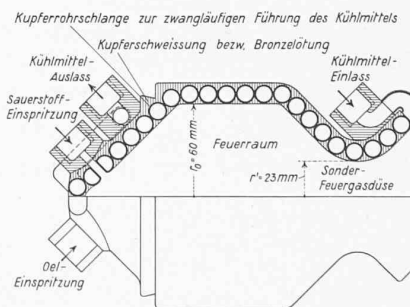 Kupferrohrschlange zur zwangläufigen Führung des Kühlmittels
Kupferschweissung bezw. Bronzelötung
Kühlmittel-
Auslass
Kühlmittel-
Einlass
Sauerstoff-
Einspritzung
r₀=60 mm
Feuerraum
r'=23mm
Sonder-
Feuergasdüse
Oel-
Einspritzung